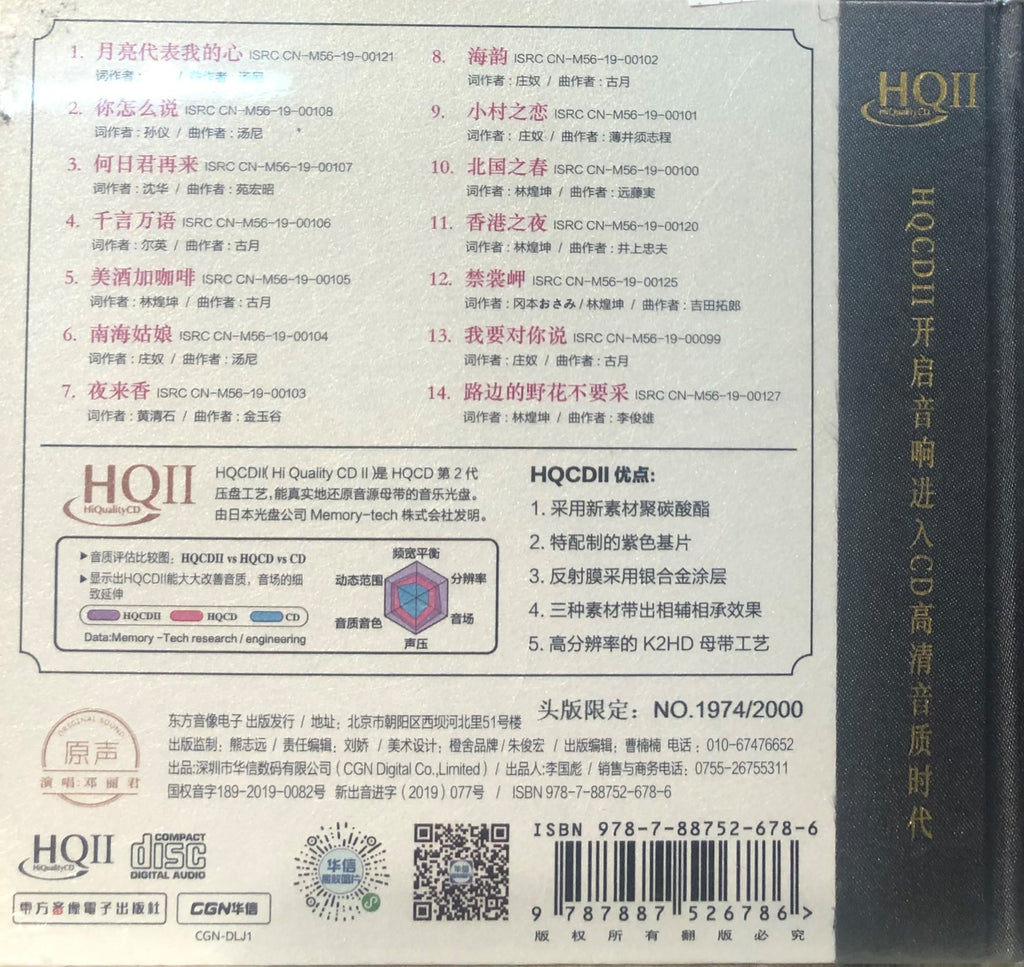 1. 月亮代表我的心 ISRC CN-M56-19-00121
词作者: / 曲作者: 汤尼
2. 你怎么说 ISRC CN-M56-19-00108
词作者: 孙仪 / 曲作者: 汤尼
3. 何日君再来 ISRC CN-M56-19-00107
词作者: 沈华 / 曲作者: 苑宏昭
4. 千言万语 ISRC CN-M56-19-00106
词作者: 尔英 / 曲作者: 古月
5. 美酒加咖啡 ISRC CN-M56-19-00105
词作者: 林煌坤 / 曲作者: 古月
6. 南海姑娘 ISRC CN-M56-19-00104
词作者: 庄奴 / 曲作者: 汤尼
7. 夜来香 ISRC CN-M56-19-00103
词作者: 黄清石 / 曲作者: 金玉谷
8. 海韵 ISRC CN-M56-19-00102
词作者: 庄奴 / 曲作者: 古月
9. 小村之恋 ISRC CN-M56-19-00101
词作者: 庄奴 / 曲作者: 薄井须志程
10. 北国之春 ISRC CN-M56-19-00100
词作者: 林煌坤 / 曲作者: 远藤実
11. 香港之夜 ISRC CN-M56-19-00120
词作者: 林煌坤 / 曲作者: 井上忠夫
12. 禁裳岬 ISRC CN-M56-19-00125
词作者: 冈本おさみ/林煌坤 / 曲作者: 吉田拓郎
13. 我要对你说 ISRC CN-M56-19-00099
词作者: 庄奴 / 曲作者: 古月
14. 路边的野花不要采 ISRC CN-M56-19-00127
词作者: 林煌坤 / 曲作者: 李俊雄
HQII
HiQualityCD
HQCDII( Hi Quality CD II )是 HQCD 第 2 代
压盘工艺,能真实地还原音源母带的音乐光盘。
由日本光盘公司 Memory-tech 株式会社发明。
▶音质评估比较图: HQCDII vs HQCD vs CD
▶显示出HQCDII能大大改善音质,音场的细
致延伸
HQCDII HQCD CD
Data:Memory -Tech research / engineering
频宽平衡
动态范围
分辨率
音质音色
音场
声压
HQCDII 优点:
1. 采用新素材聚碳酸酯
2. 特配制的紫色基片
3. 反射膜采用银合金涂层
4. 三种素材带出相辅相承效果
5. 高分辨率的 K2HD 母带工艺
ORIGINAL SOUND
原声
演唱:邓丽君
头版限定: NO.1974/2000
东方音像电子 出版发行 / 地址: 北京市朝阳区西坝河北里51号楼
出版监制: 熊志远 / 责任编辑: 刘娇 / 美术设计: 橙舍品牌/朱俊宏 / 出版编辑: 曹楠楠 电话: 010-67476652
出品:深圳市华信数码有限公司 ( CGN Digital Co.,Limited ) / 出品人:李国彪 / 销售与商务电话: 0755-26755311
国权音字189-2019-0082号 新出音进字 ( 2019 ) 077号 / ISBN 978-7-88752-678-6
HQII
HiQualityCD
COMPACT
disc
DIGITAL AUDIO
華信
黑胶唱片
華信
東方音像電子出版社
CGN华信
CGN-DLJ1
ISBN 978-7-88752-678-6
9 787887 526786 >
版权所有 翻版必究
HQII
HiQualityCD
HQCDII开启音响进入CD高清音质时代